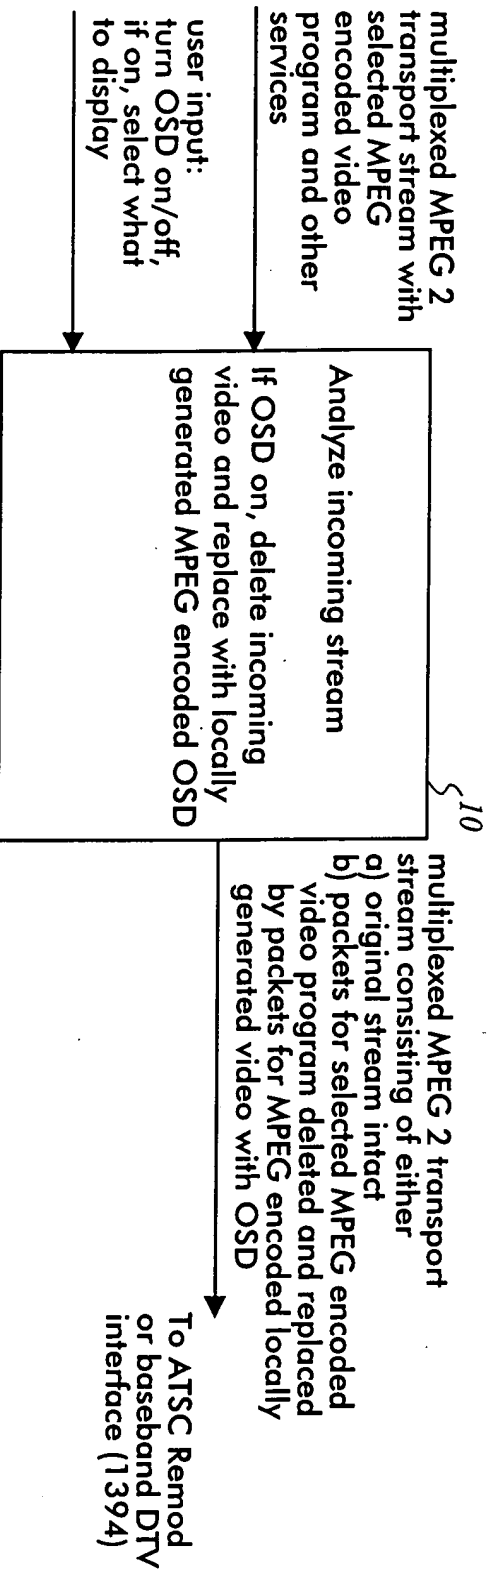 multiplexed MPEG 2
transport stream with
selected MPEG
encoded video
program and other
services
user input:
turn OSD on/off,
if on, select what
to display
Analyze incoming stream
If OSD on, delete incoming
video and replace with locally
generated MPEG encoded OSD
10
multiplexed MPEG 2 transport
stream consisting of either
a) original stream intact
b) packets for selected MPEG encoded
video program deleted and replaced
by packets for MPEG encoded locally
generated video with OSD
To ATSC Remod
or baseband DTV
interface (1394)